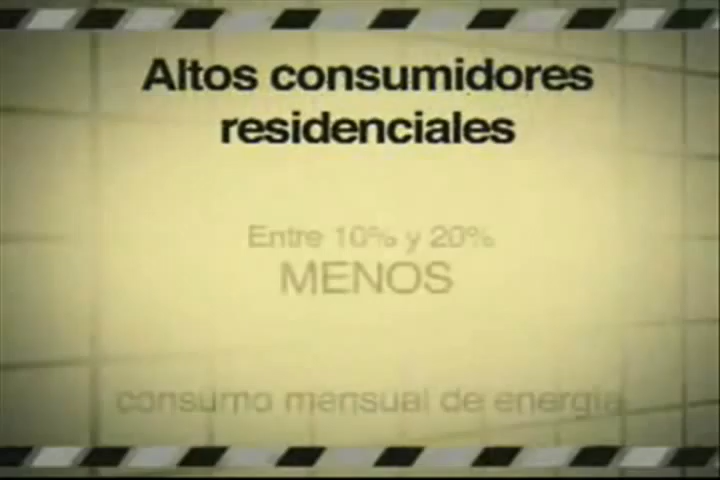 Altos consumidores
residenciales
Entre 10% y 20%
MENOS
consumo mensual de energía